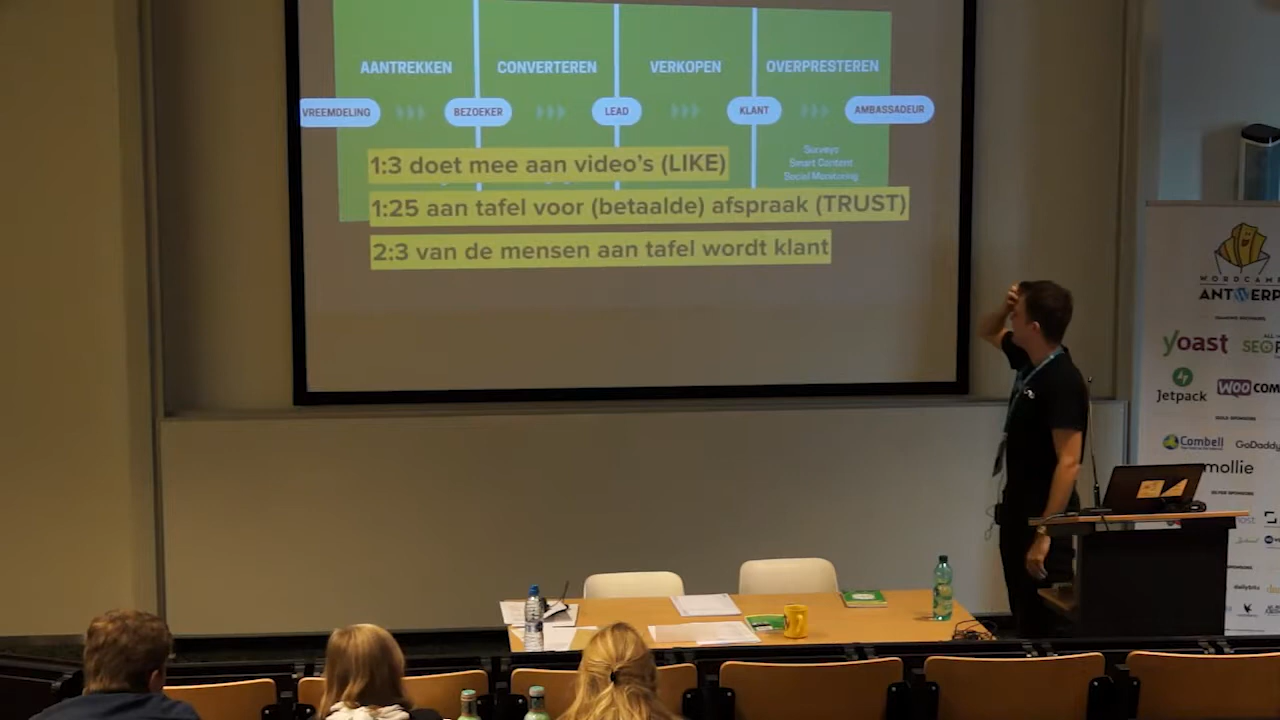 AANTREKKEN CONVERTEREN VERKOPEN OVERPRESTEREN
VREEMDELING BEZOEKER LEAD KLANT AMBASSADEUR
Surveys
Smart Content
Social Monitoring
1:3 doet mee aan video's (LIKE)
1:25 aan tafel voor (betaalde) afspraak (TRUST)
2:3 van de mensen aan tafel wordt klant
WORDCAMP
ANTWERP
yoast
Jetpack
WOO COM
Combell
GoDaddy
mollie
dailybits